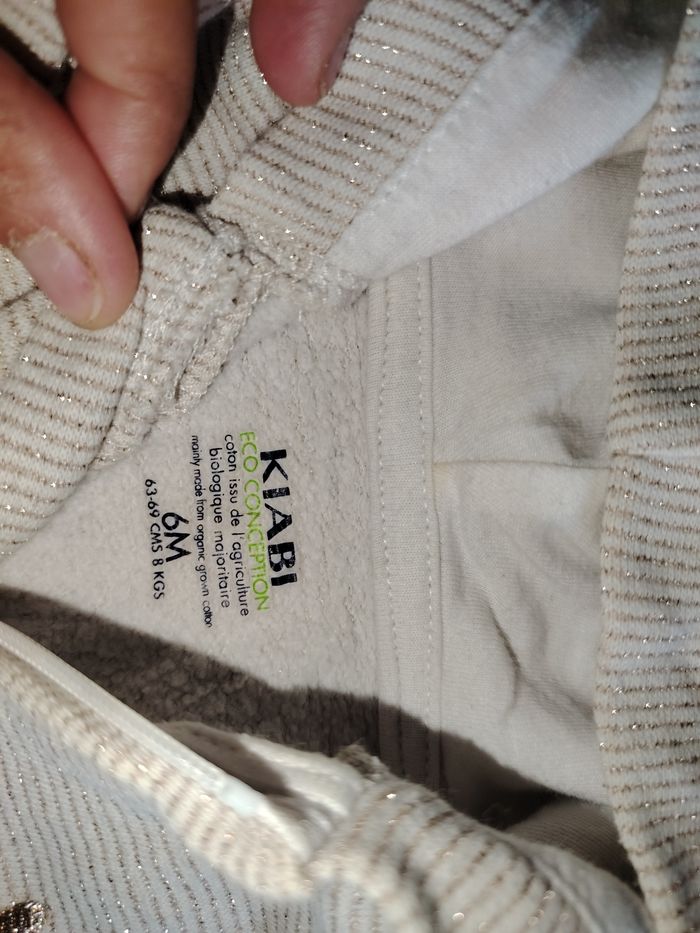 KIABI
ECO CONCEPTION
coton issu de l'agriculture
biologique majoritaire
mainly made from organic grown cotton
6M
63-69 CMS 8 KGS